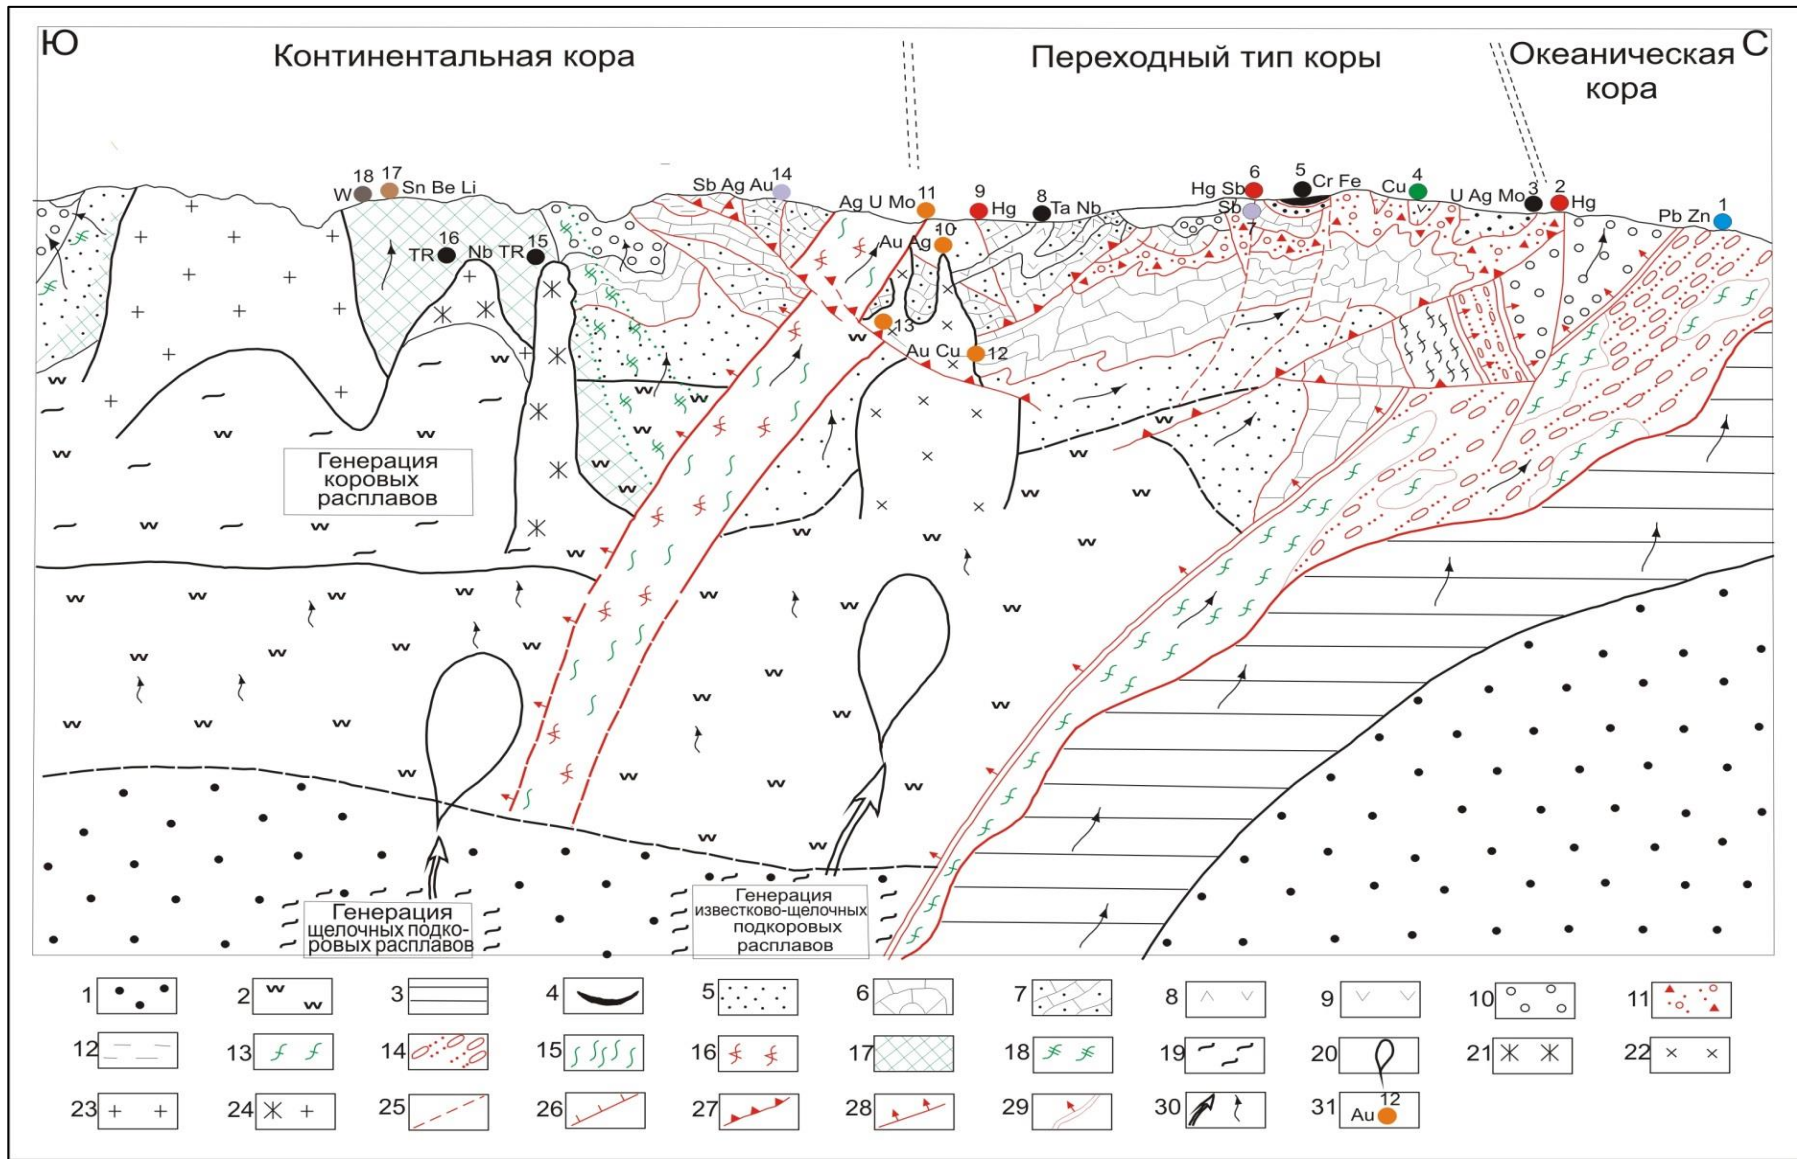 Ю
С
Континентальная кора
Переходный тип коры
Океаническая
кора
18 17
W Sn Be Li
16 15
TR Nb TR
14
Sb Ag Au
11
Ag U Mo
10
Au Ag
13
Au Cu 12
9
Hg
8
Ta Nb
6
Hg Sb
Sb
7
5
Cr Fe
4
Cu
3
U Ag Mo
2
Hg
1
Pb Zn
Генерация
коровых
расплавов
Генерация
щелочных подко-
ровых расплавов
Генерация
известково-щелочных
подкоровых
расплавов
1 2 3 4 5 6 7 8 9 10 11
12 13 14 15 16 17 18 19 20 21 22
23 24 25 26 27 28 29 30 31 Au 12